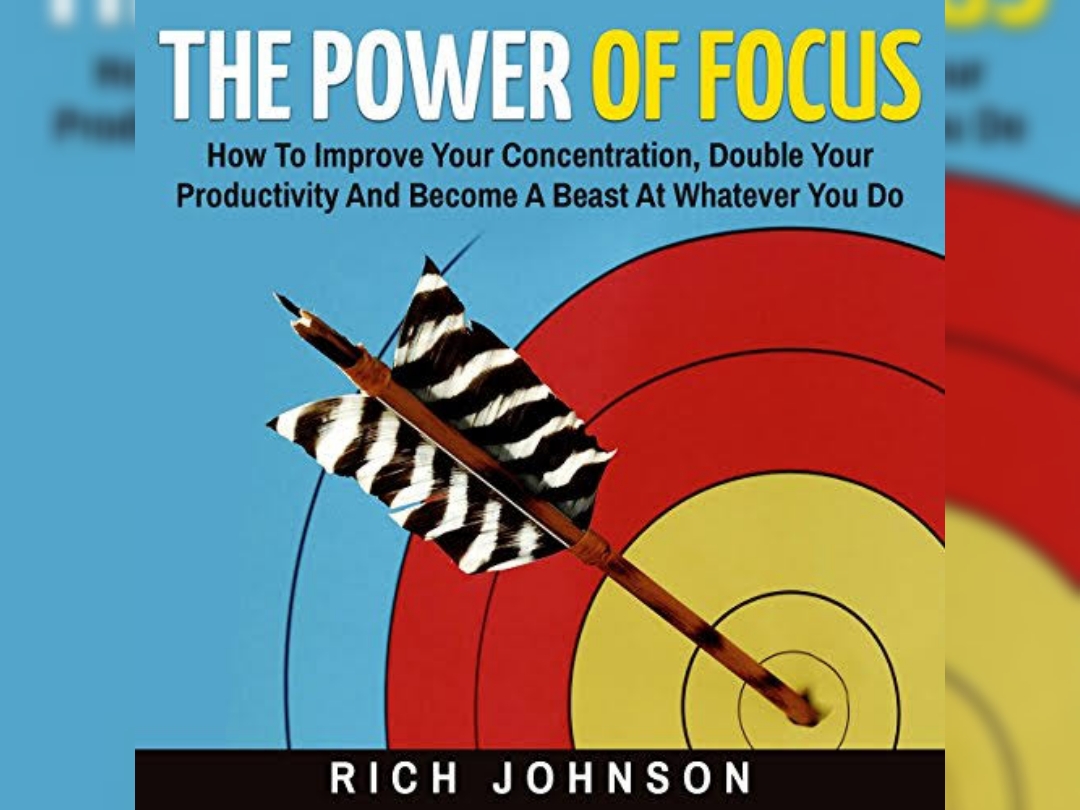 THE POWER OF FOCUS
How To Improve Your Concentration, Double Your
Productivity And Become A Beast At Whatever You Do
RICH JOHNSON